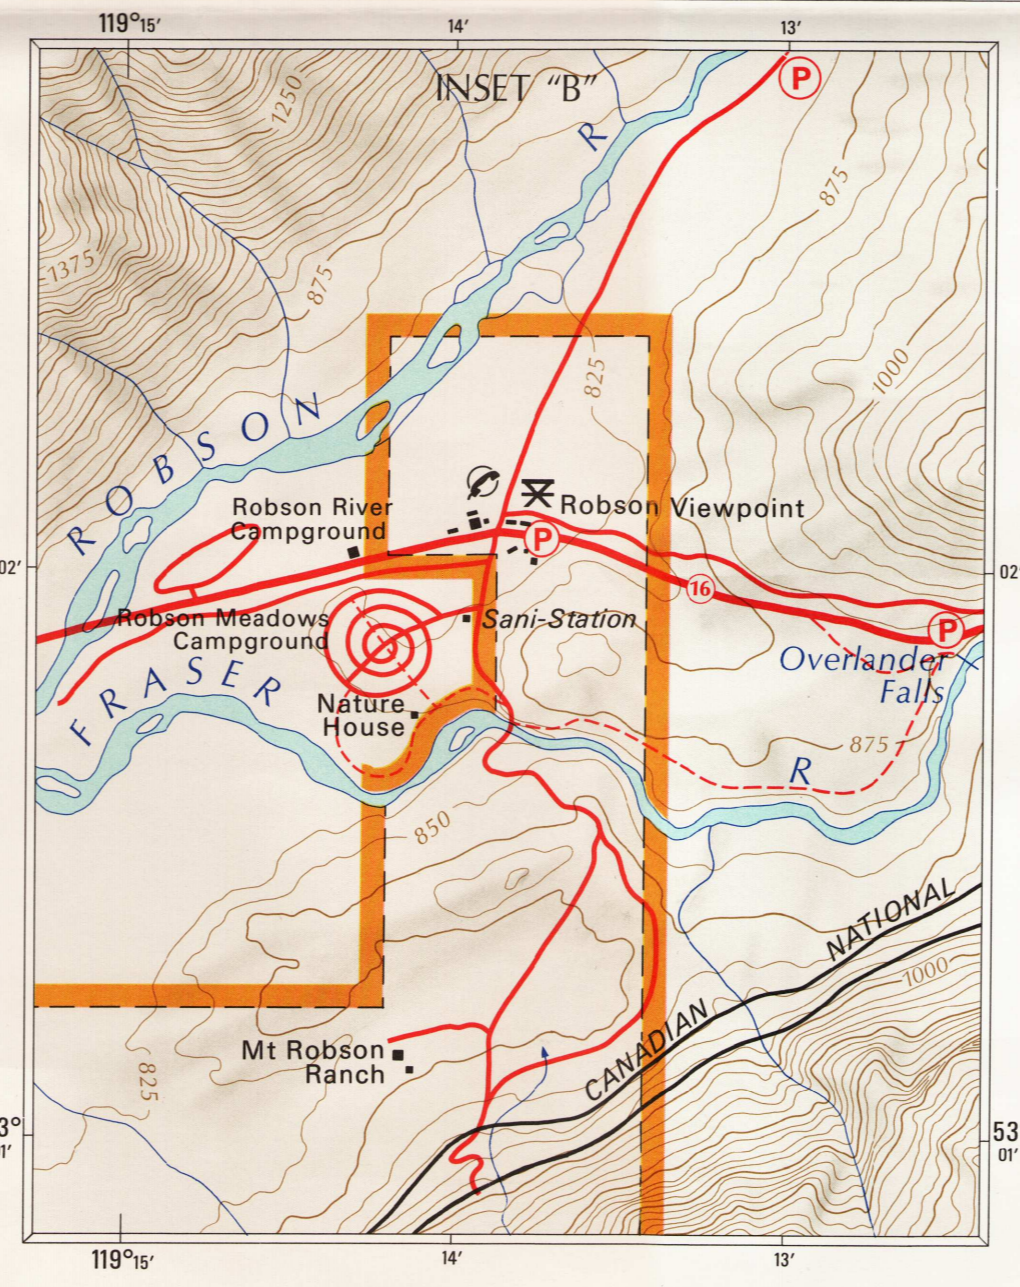 119°15′
14′
13′
INSET “B”
P
R
1250
875
1375
875
825
1000
ROBSON
Robson River
Campground
Robson Viewpoint
P
02′
02′
16
Robson Meadows
Campground
Sani-Station
P
Overlander
Falls
FRASER
Nature
House
875
R
850
NATIONAL
1000
CANADIAN
Mt Robson
Ranch
825
3°
1′
53
01′
119°15′
14′
13′